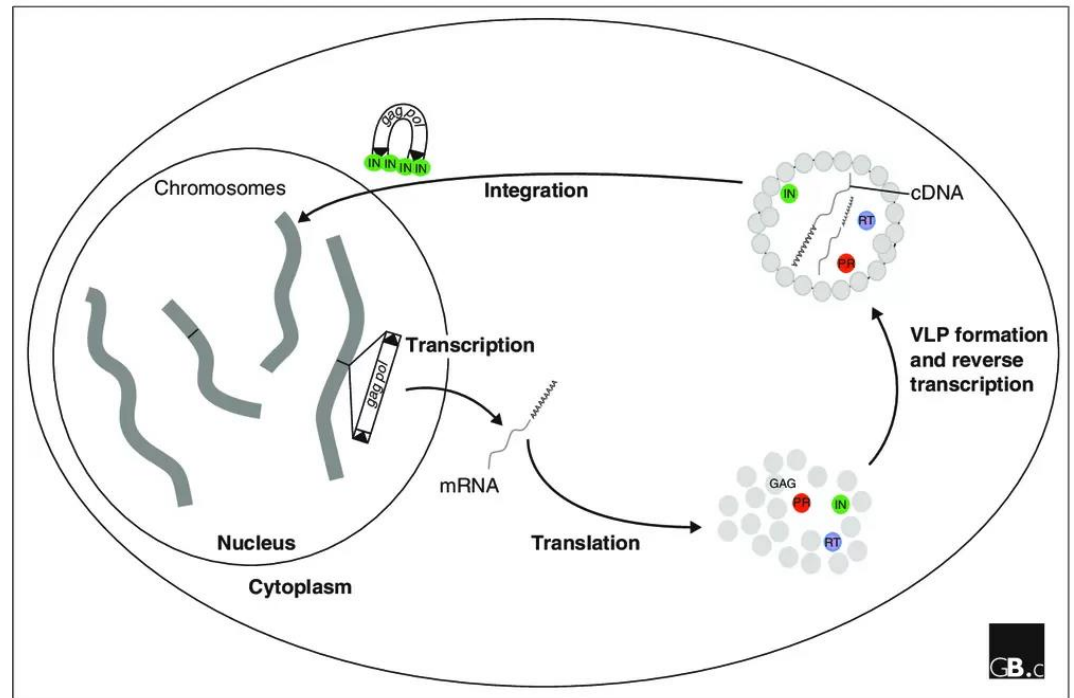 gag pol
IN IN IN IN
Chromosomes
Integration
IN
cDNA
RT
PR
Transcription
gag pol
VLP formation
and reverse
transcription
AAAAAAA
mRNA
GAG
PR
IN
RT
Nucleus
Translation
Cytoplasm
GB.c